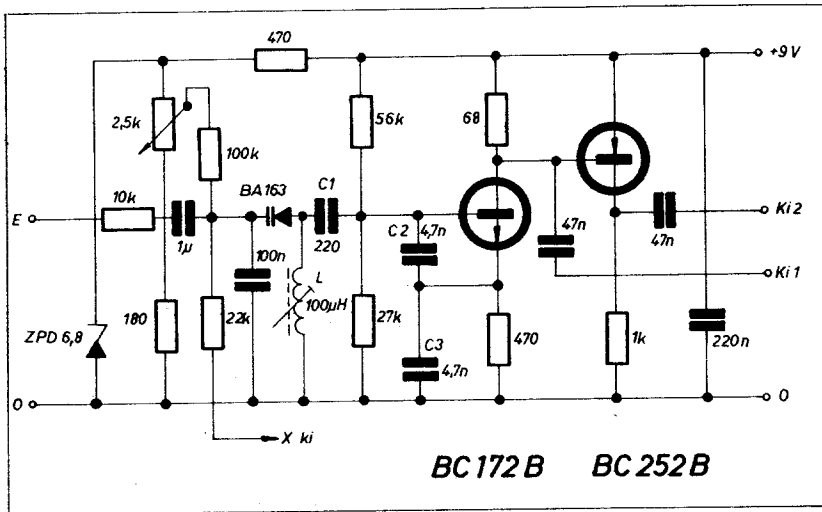 470
+9V
2,5k
56k
68
100k
BA163
C1
10k
E
C2
4,7n
Ki 2
1µ
220
47n
47n
100n
Ki 1
L
100µH
ZPD 6,8
180
22k
27k
470
1k
220n
C3
4,7n
0
0
X ki
BC 172 B
BC 252 B